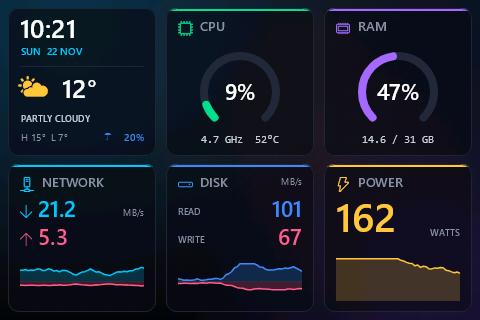 10:21
SUN 22 NOV
12°
PARTLY CLOUDY
H 15° L 7° 20%
CPU
9%
4.7 GHz 52°C
RAM
47%
14.6 / 31 GB
NETWORK
21.2 MB/s
5.3
DISK MB/s
READ 101
WRITE 67
POWER
162
WATTS